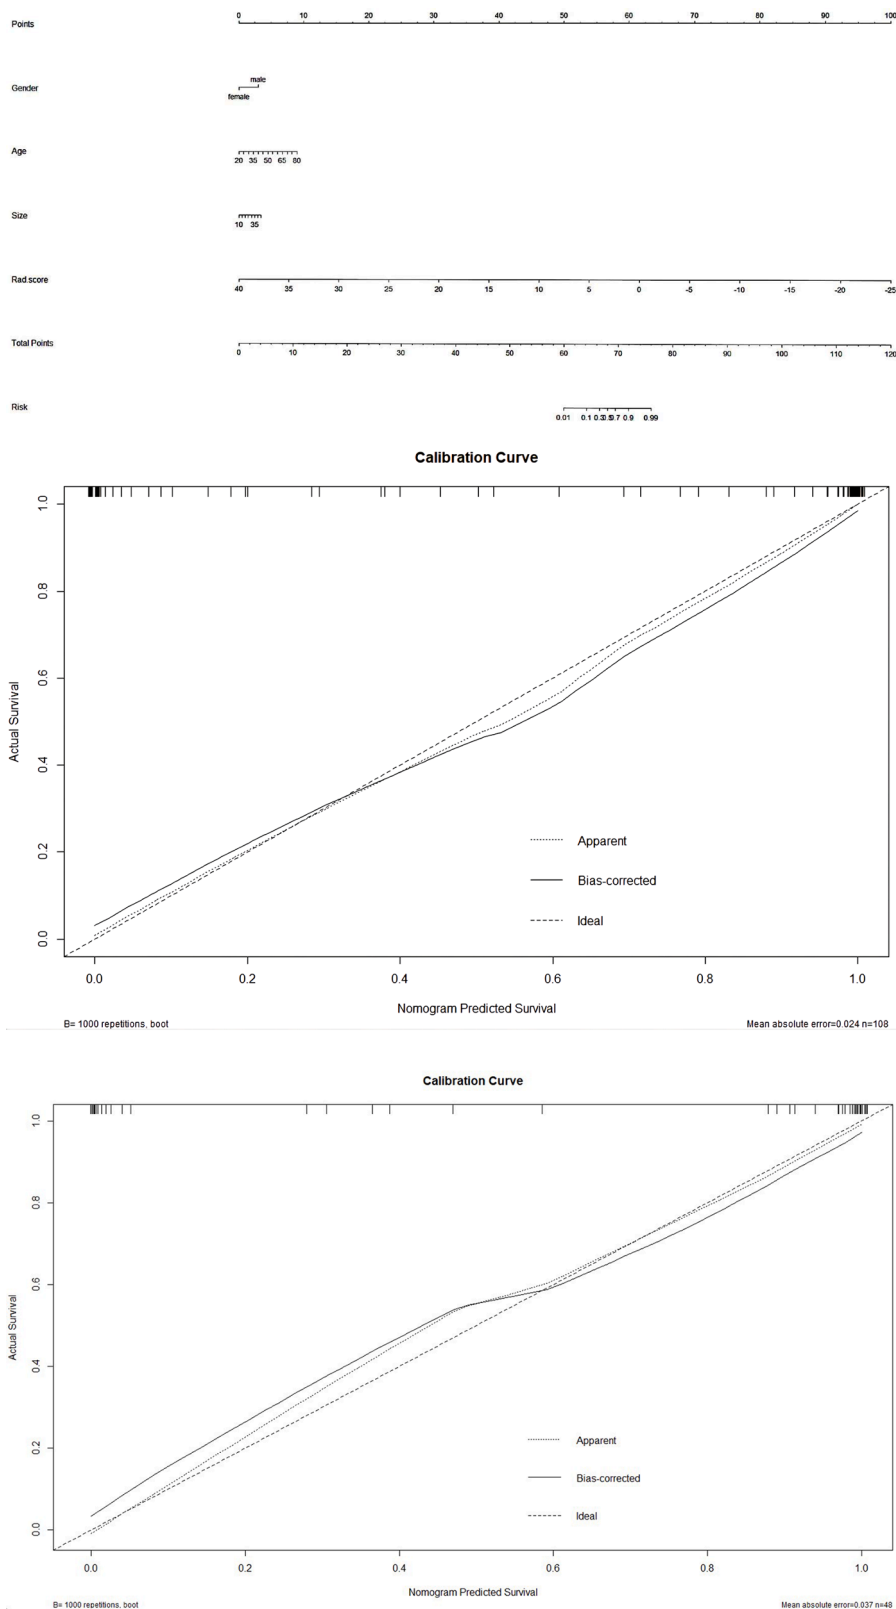 Points
0 10 20 30 40 50 60 70 80 90 100
Gender
male
female
Age
20 35 50 65 80
Size
10 35
Rad.score
40 35 30 25 20 15 10 5 0 -5 -10 -15 -20 -25
Total Points
0 10 20 30 40 50 60 70 80 90 100 110 120
Risk
0.01 0.1 0.3 0.5 0.7 0.9 0.99
Calibration Curve
1.0
0.8
0.6
0.4
0.2
0.0
Actual Survival
Apparent
Bias-corrected
Ideal
0.0 0.2 0.4 0.6 0.8 1.0
Nomogram Predicted Survival
B= 1000 repetitions, boot
Mean absolute error=0.024 n=108
Calibration Curve
1.0
0.8
0.6
0.4
0.2
0.0
Actual Survival
Apparent
Bias-corrected
Ideal
0.0 0.2 0.4 0.6 0.8 1.0
Nomogram Predicted Survival
B= 1000 repetitions, boot
Mean absolute error=0.037 n=48